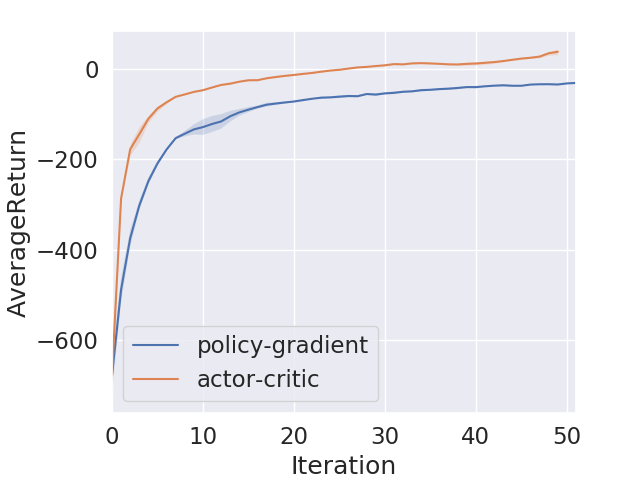 AverageReturn
0
−200
−400
−600
policy-gradient
actor-critic
0 10 20 30 40 50
Iteration